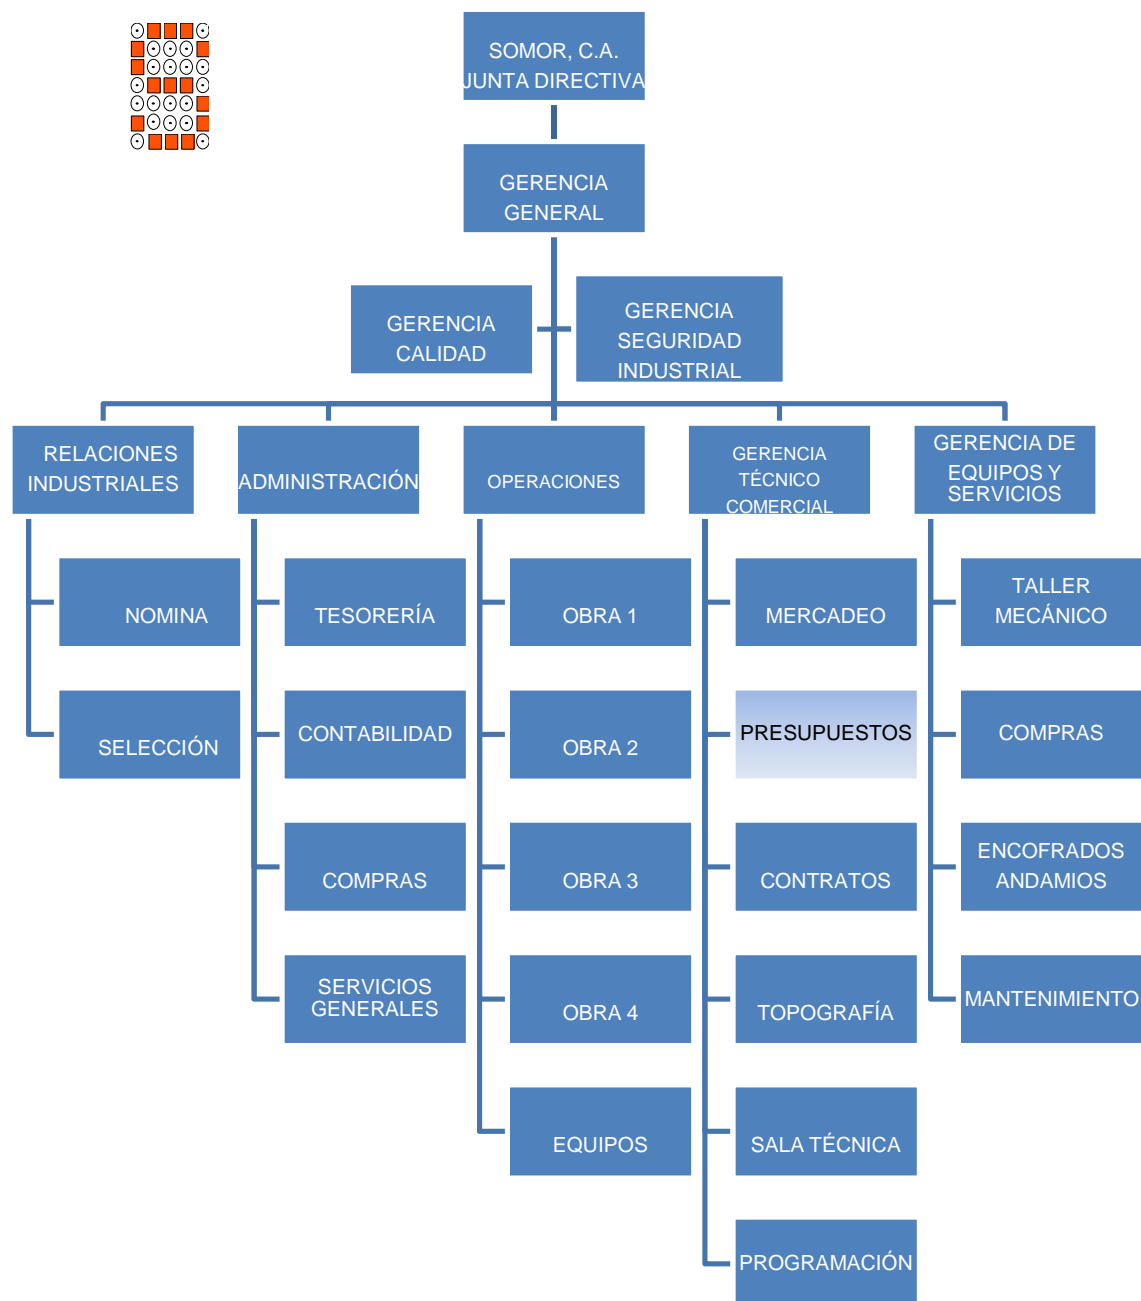 SOMOR, C.A.
JUNTA DIRECTIVA
GERENCIA
GENERAL
GERENCIA
CALIDAD
GERENCIA
SEGURIDAD
INDUSTRIAL
RELACIONES
INDUSTRIALES
ADMINISTRACIÓN
OPERACIONES
GERENCIA
TÉCNICO
COMERCIAL
GERENCIA DE
EQUIPOS Y
SERVICIOS
NOMINA
SELECCIÓN
TESORERÍA
CONTABILIDAD
COMPRAS
SERVICIOS
GENERALES
OBRA 1
OBRA 2
OBRA 3
OBRA 4
EQUIPOS
MERCADEO
PRESUPUESTOS
CONTRATOS
TOPOGRAFÍA
SALA TÉCNICA
PROGRAMACIÓN
TALLER
MECÁNICO
COMPRAS
ENCOFRADOS
ANDAMIOS
MANTENIMIENTO